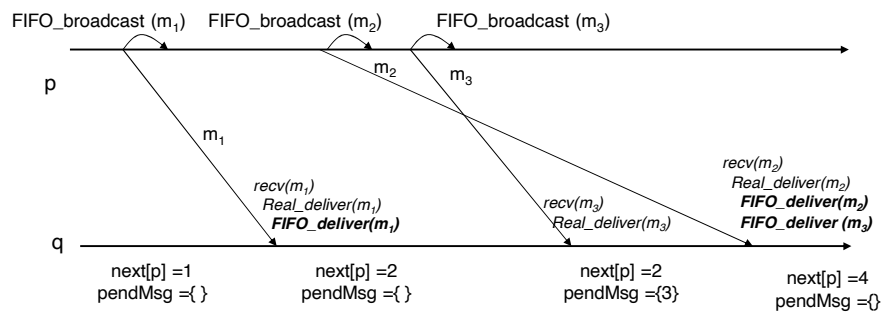 FIFO_broadcast (m₁) FIFO_broadcast (m₂) FIFO_broadcast (m₃)
p
m₂
m₃
m₁
recv(m₂)
Real_deliver(m₂)
FIFO_deliver(m₂)
FIFO_deliver (m₃)
recv(m₁)
Real_deliver(m₁)
FIFO_deliver(m₁)
recv(m₃)
Real_deliver(m₃)
q
next[p] =1
pendMsg ={ }
next[p] =2
pendMsg ={ }
next[p] =2
pendMsg ={3}
next[p] =4
pendMsg ={}